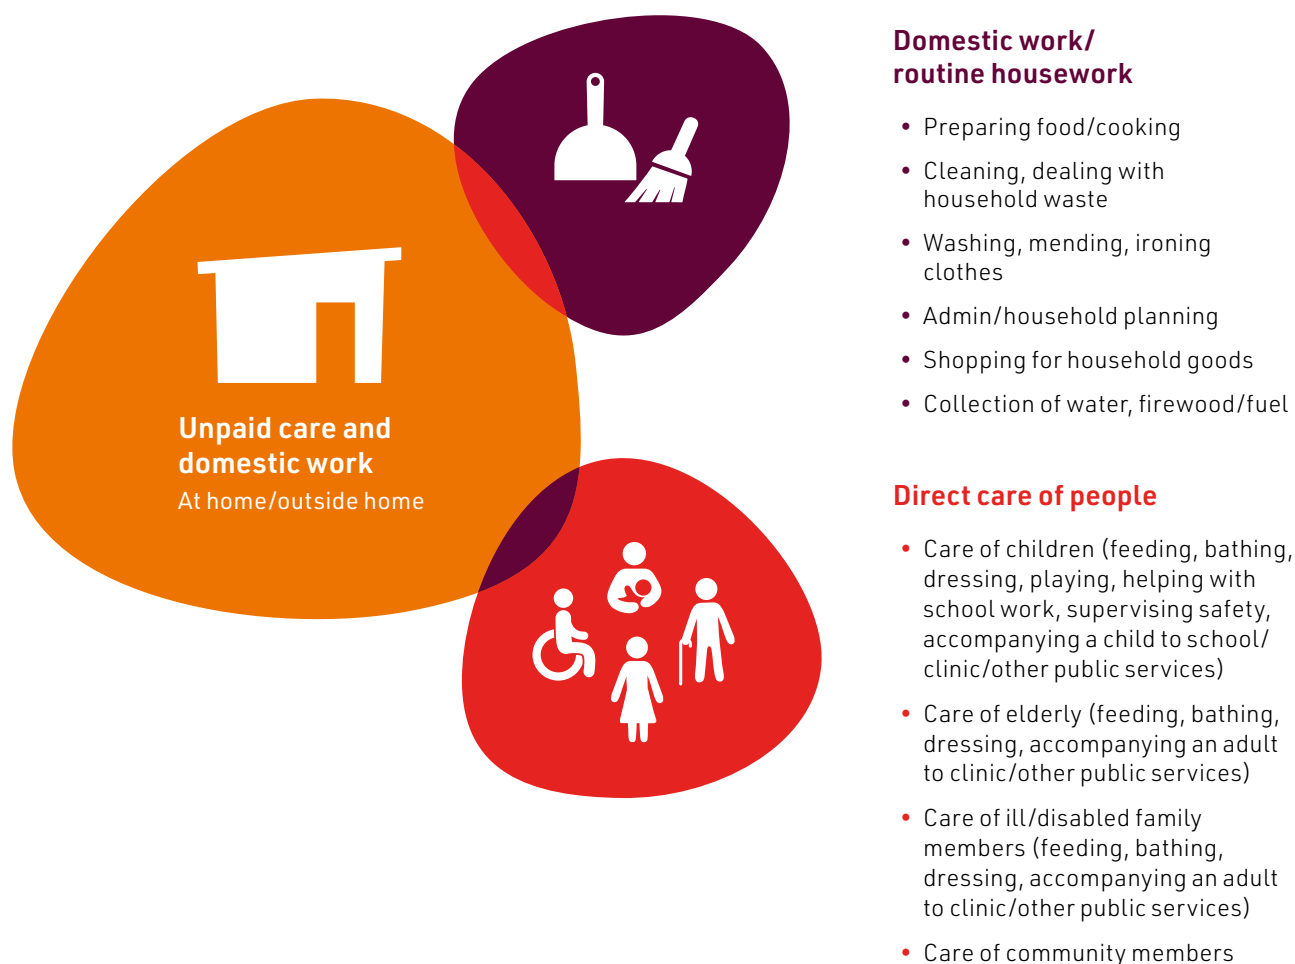 Unpaid care and
domestic work
At home/outside home
Domestic work/
routine housework
• Preparing food/cooking
• Cleaning, dealing with
household waste
• Washing, mending, ironing
clothes
• Admin/household planning
• Shopping for household goods
• Collection of water, firewood/fuel
Direct care of people
• Care of children (feeding, bathing,
dressing, playing, helping with
school work, supervising safety,
accompanying a child to school/
clinic/other public services)
• Care of elderly (feeding, bathing,
dressing, accompanying an adult
to clinic/other public services)
• Care of ill/disabled family
members (feeding, bathing,
dressing, accompanying an adult
to clinic/other public services)
• Care of community members